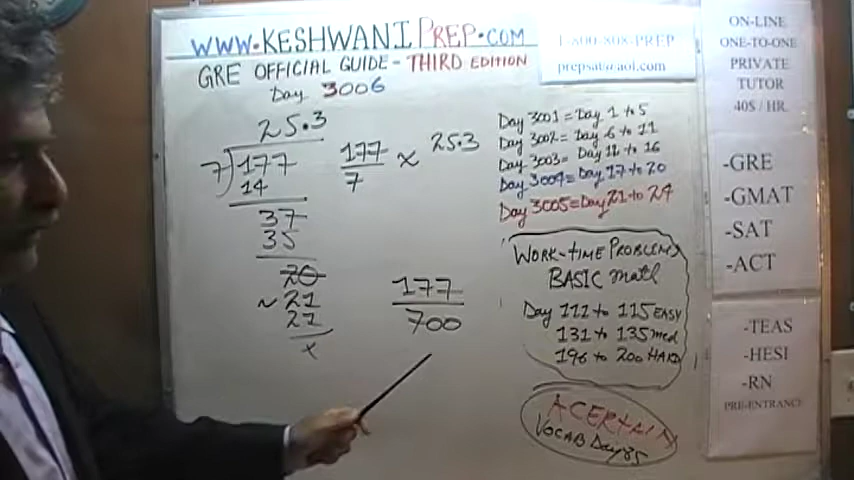 WWW.KESHWANIPREP.COM
GRE OFFICIAL GUIDE - THIRD EDITION
Day 3006
1-800-808-PREP
prepsat@aol.com
ON-LINE
ONE-TO-ONE
PRIVATE
TUTOR
40$ / HR.
25.3
7)177
14
37
35
20
~21
21
x
177
7
x 25.3
177
700
Day 3001 = Day 1 to 5
Day 3002 = Day 6 to 11
Day 3003 = Day 12 to 16
Day 3004 = Day 17 to 20
Day 3005 = Day 21 to 24
WORK-time PROBLEMS
BASIC math
Day 111 to 115 EASY
131 to 135 med
196 to 200 HARD
A CERTAIN
VOCAB Day 85
-GRE
-GMAT
-SAT
-ACT
-TEAS
-HESI
-RN
PRE-ENTRANCE